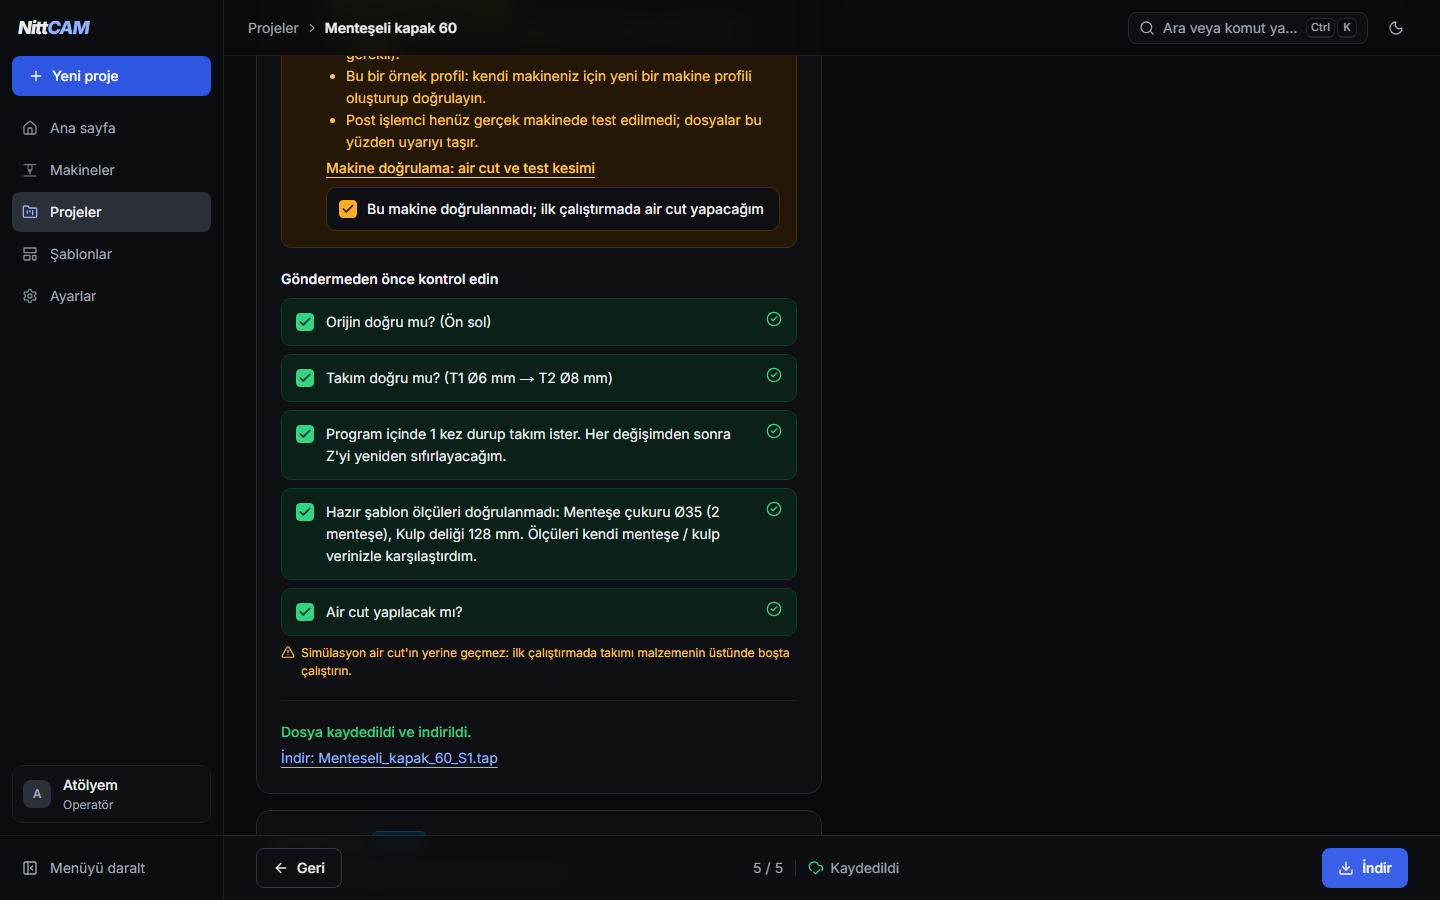 NittCAM
Projeler > Menteşeli kapak 60
Ara veya komut ya... Ctrl K
Yeni proje
Ana sayfa
Makineler
Projeler
Şablonlar
Ayarlar
gerekli).
• Bu bir örnek profil: kendi makineniz için yeni bir makine profili
oluşturup doğrulayın.
• Post işlemci henüz gerçek makinede test edilmedi; dosyalar bu
yüzden uyarıyı taşır.
Makine doğrulama: air cut ve test kesimi
Bu makine doğrulanmadı; ilk çalıştırmada air cut yapacağım
Göndermeden önce kontrol edin
Orijin doğru mu? (Ön sol)
Takım doğru mu? (T1 Ø6 mm → T2 Ø8 mm)
Program içinde 1 kez durup takım ister. Her değişimden sonra
Z'yi yeniden sıfırlayacağım.
Hazır şablon ölçüleri doğrulanmadı: Menteşe çukuru Ø35 (2
menteşe), Kulp deliği 128 mm. Ölçüleri kendi menteşe / kulp
verinizle karşılaştırdım.
Air cut yapılacak mı?
Simülasyon air cut'ın yerine geçmez: ilk çalıştırmada takımı malzemenin üstünde boşta
çalıştırın.
Dosya kaydedildi ve indirildi.
İndir: Menteseli_kapak_60_S1.tap
A
Atölyem
Operatör
Menüyü daralt
Geri
5 / 5
Kaydedildi
İndir